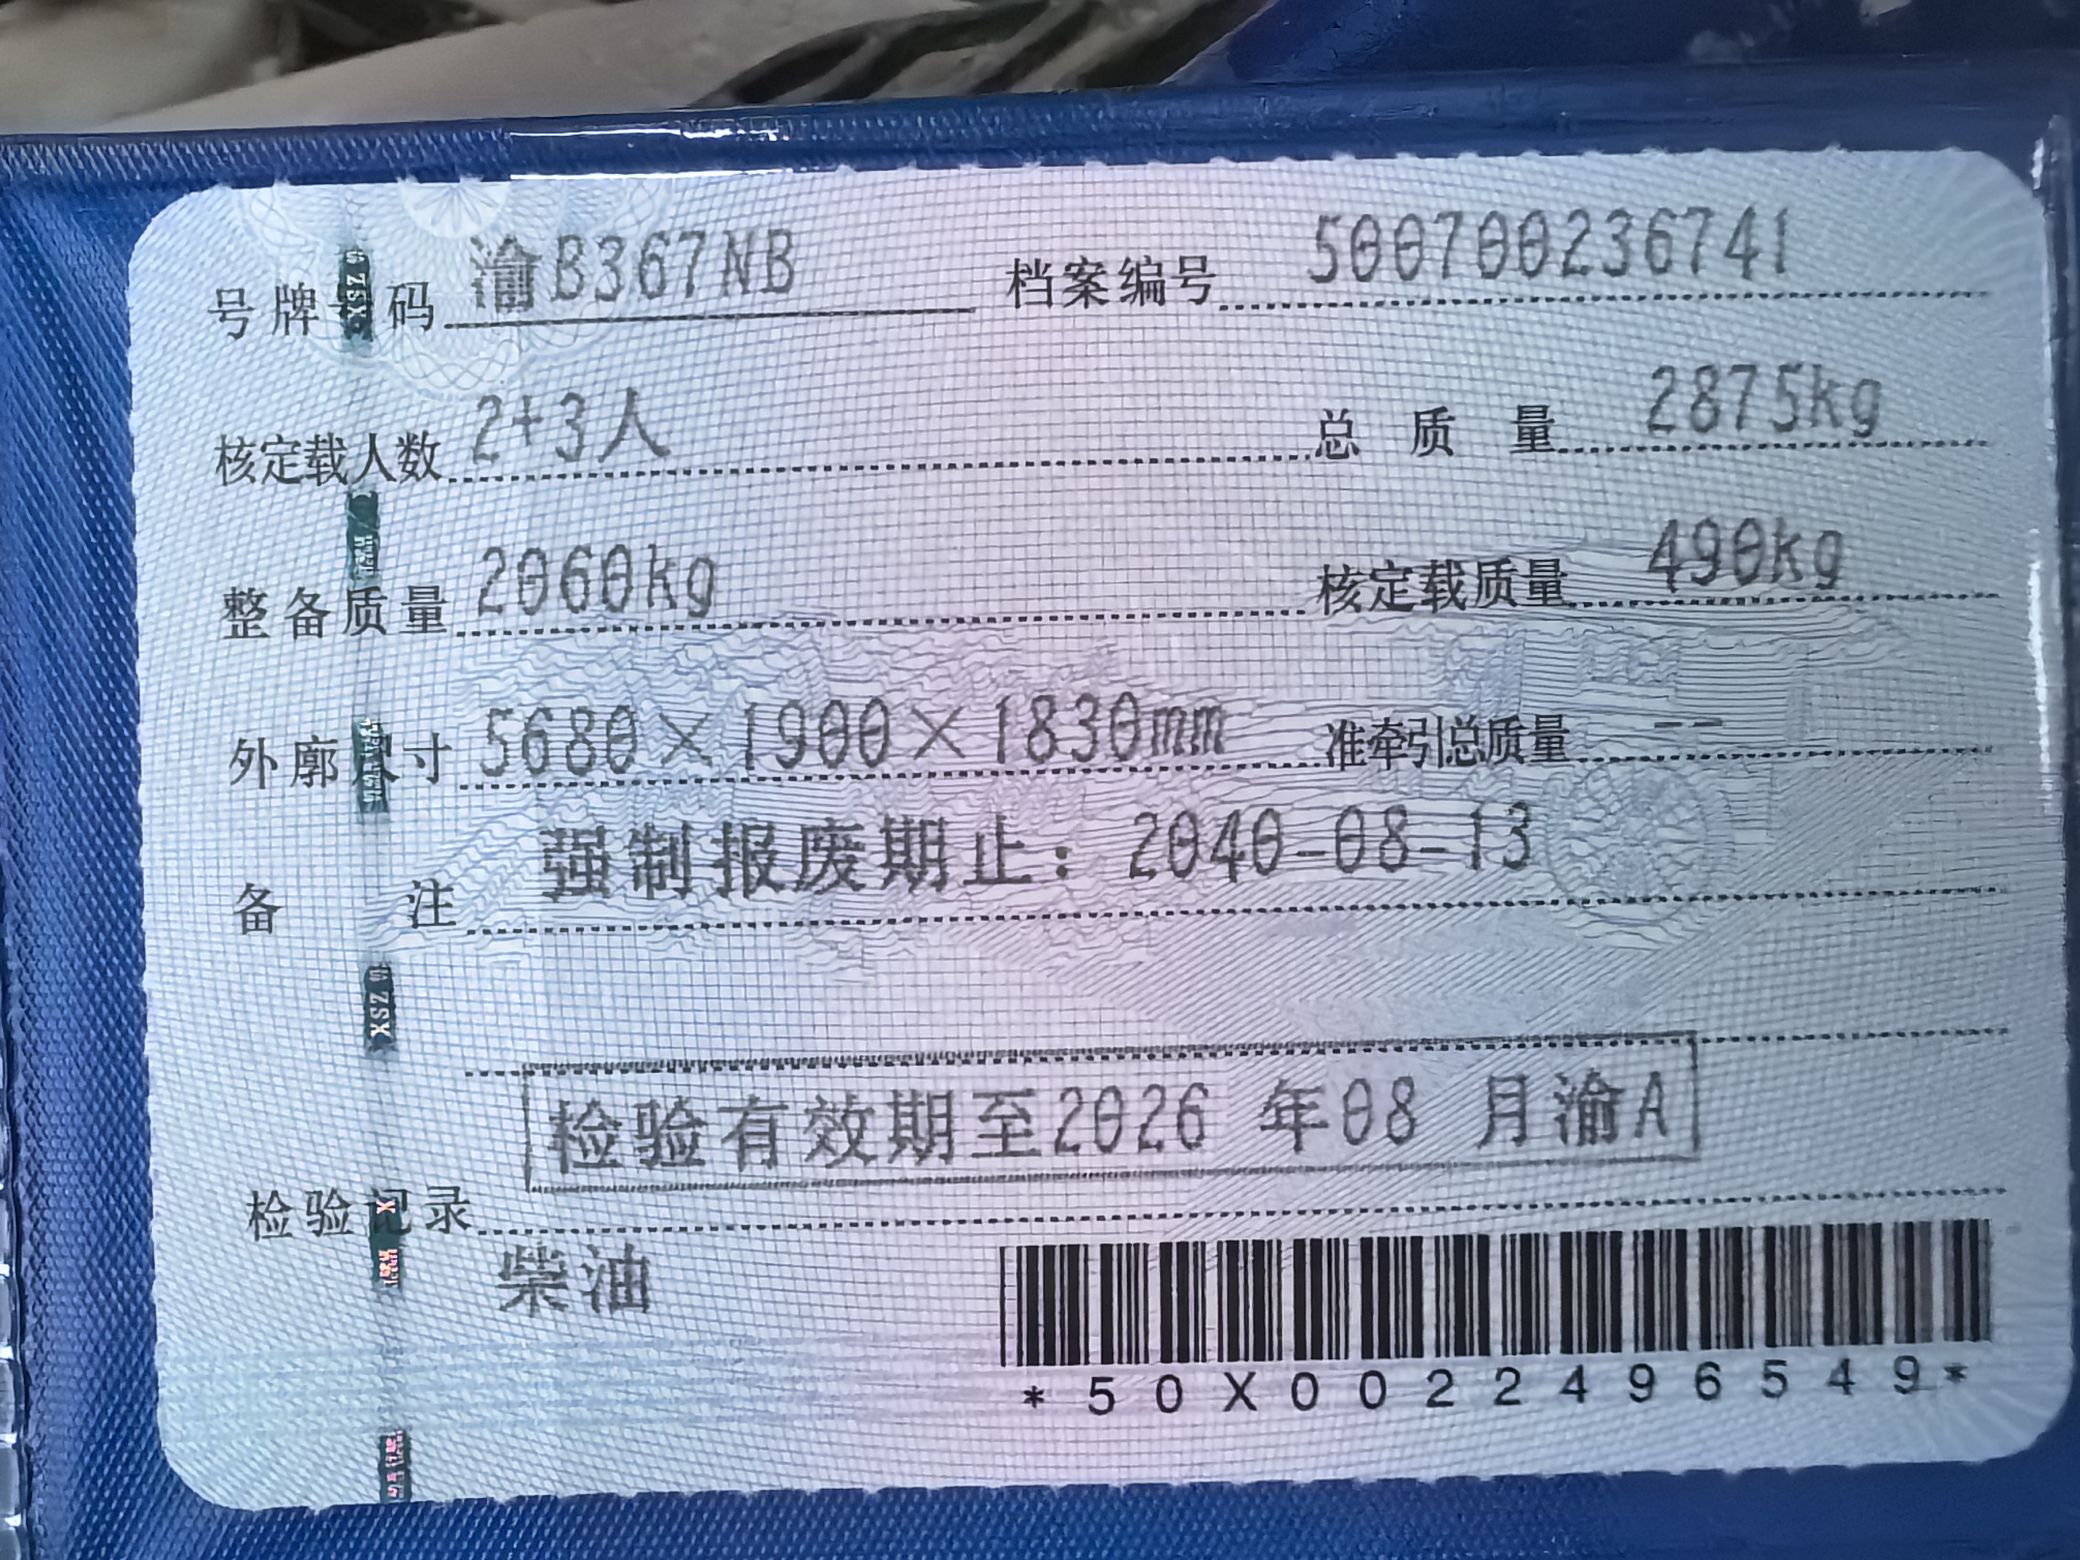 号牌号码 渝B367NB 档案编号 500700236741
核定载人数 2+3人 总质量 2875kg
整备质量 2060kg 核定载质量 490kg
外廓尺寸 5680×1900×1830mm 准牵引总质量 --
备注 强制报废期止：2040-08-13
检验有效期至2026 年08 月渝A
检验记录
柴油
*50X0022496549*